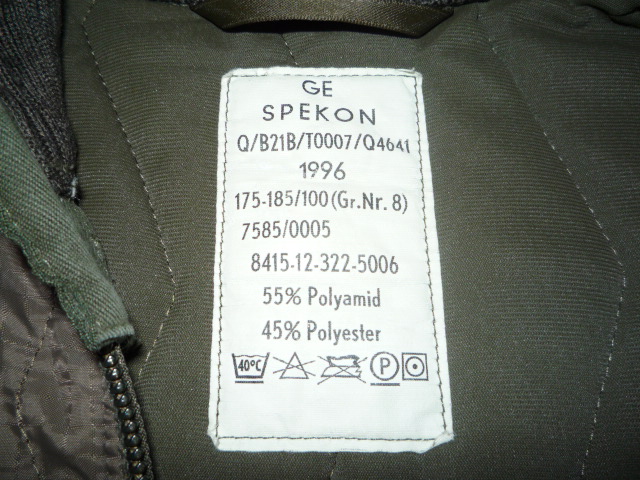 GE
SPEKON
Q/B21B/T0007/Q4641
1996
175-185/100(Gr.Nr. 8)
7585/0005
8415-12-322-5006
55% Polyamid
45% Polyester
40°C P